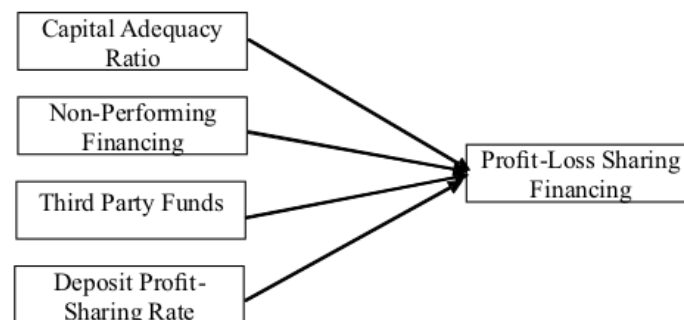 Capital Adequacy
Ratio
Non-Performing
Financing
Profit-Loss Sharing
Financing
Third Party Funds
Deposit Profit-
Sharing Rate